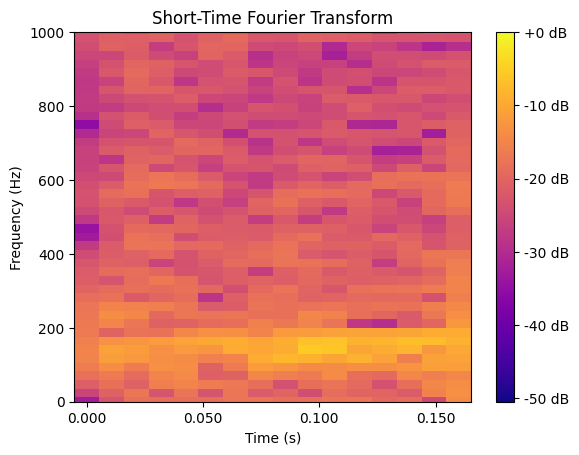 Short-Time Fourier Transform
1000
800
600
400
200
0
Frequency (Hz)
0.000
0.050
0.100
0.150
Time (s)
+0 dB
-10 dB
-20 dB
-30 dB
-40 dB
-50 dB